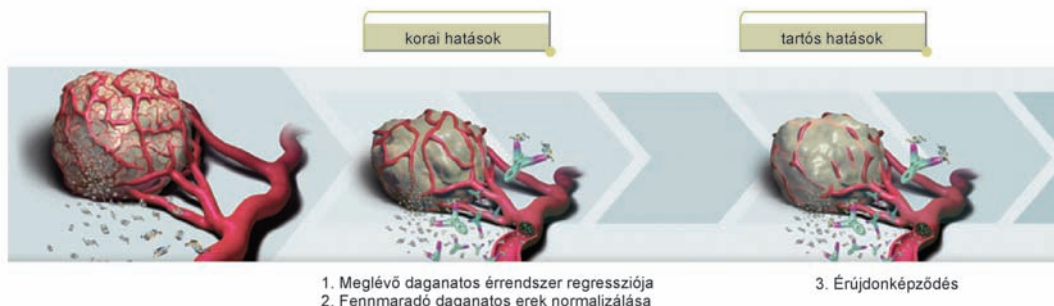 korai hatások
tartós hatások
1. Meglévő daganatos érrendszer regressziója
2. Fennmaradó daganatos erek normalizálása
3. Érújdonképződés